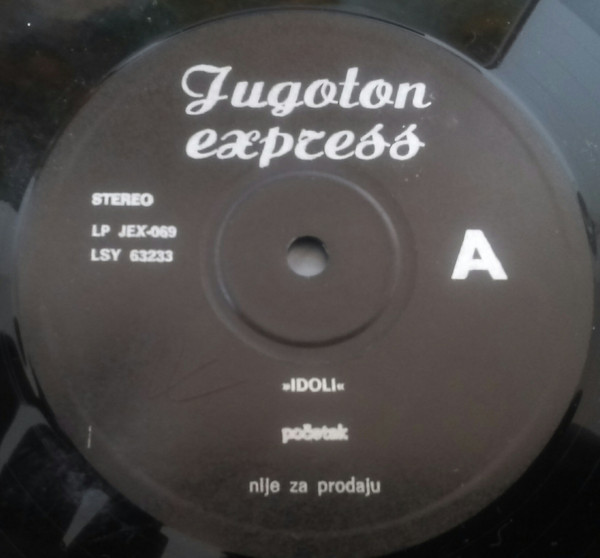 Jugoton
express
STEREO
LP JEX-069
LSY 63233
A
»IDOLI«
početak
nije za prodaju